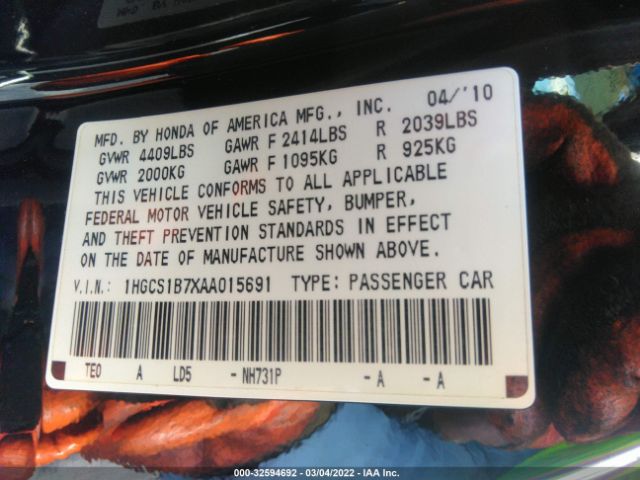 MFD. BY HONDA OF AMERICA MFG., INC. 04/'10
GVWR 4409LBS GAWR F 2414LBS R 2039LBS
GVWR 2000KG GAWR F 1095KG R 925KG
THIS VEHICLE CONFORMS TO ALL APPLICABLE
FEDERAL MOTOR VEHICLE SAFETY, BUMPER,
AND THEFT PREVENTION STANDARDS IN EFFECT
ON THE DATE OF MANUFACTURE SHOWN ABOVE.
V.I.N.: 1HGCS1B7XAA015691 TYPE: PASSENGER CAR
TEO A LD5 - NH731P - A - A
000-32594692 - 03/04/2022 - IAA Inc.